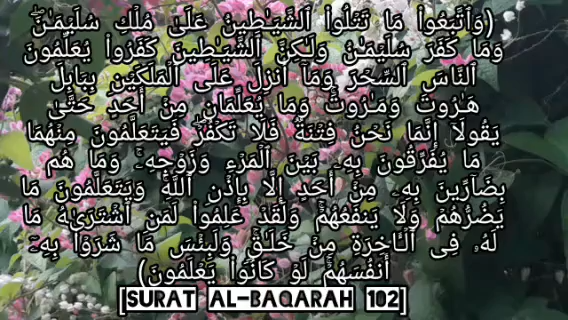 (وَٱتَّبَعُوا۟ مَا تَتْلُوا۟ ٱلشَّيَـٰطِينُ عَلَىٰ مُلْكِ سُلَيْمَـٰنَۖ
وَمَا كَفَرَ سُلَيْمَـٰنُ وَلَـٰكِنَّ ٱلشَّيَـٰطِينَ كَفَرُوا۟ يُعَلِّمُونَ
ٱلنَّاسَ ٱلسِّحْرَ وَمَآ أُنزِلَ عَلَى ٱلْمَلَكَيْنِ بِبَابِلَ
هَـٰرُوتَ وَمَـٰرُوتَۚ وَمَا يُعَلِّمَانِ مِنْ أَحَدٍ حَتَّىٰ
يَقُولَآ إِنَّمَا نَحْنُ فِتْنَةٌ فَلَا تَكْفُرْۖ فَيَتَعَلَّمُونَ مِنْهُمَا
مَا يُفَرِّقُونَ بِهِۦ بَيْنَ ٱلْمَرْءِ وَزَوْجِهِۦۚ وَمَا هُم
بِضَآرِّينَ بِهِۦ مِنْ أَحَدٍ إِلَّا بِإِذْنِ ٱللَّهِۚ وَيَتَعَلَّمُونَ مَا
يَضُرُّهُمْ وَلَا يَنفَعُهُمْۚ وَلَقَدْ عَلِمُوا۟ لَمَنِ ٱشْتَرَىٰهُ مَا
لَهُۥ فِى ٱلْـَٔاخِرَةِ مِنْ خَلَـٰقٍۚ وَلَبِئْسَ مَا شَرَوْا۟ بِهِۦٓ
أَنفُسَهُمْۚ لَوْ كَانُوا۟ يَعْلَمُونَ)
[SURAT AL-BAQARAH 102]